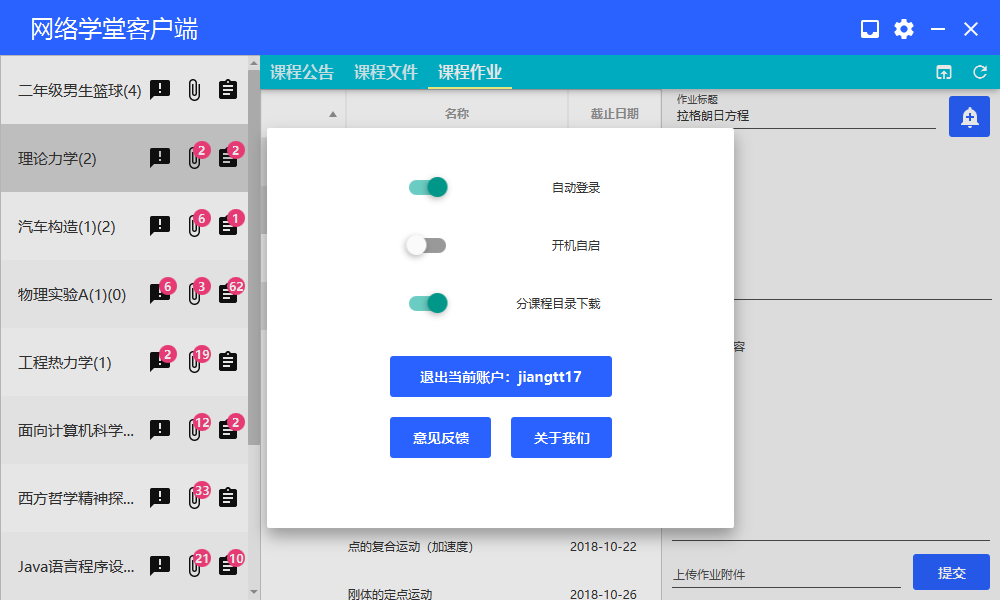 网络学堂客户端
二年级男生篮球(4)
理论力学(2)
2
2
汽车构造(1)(2)
6
1
物理实验A(1)(0)
6
3
62
工程热力学(1)
2
19
面向计算机科学...
12
2
西方哲学精神探...
33
Java语言程序设...
21
10
课程公告
课程文件
课程作业
名称
截止日期
作业标题
拉格朗日方程
自动登录
开机自启
分课程目录下载
退出当前账户：jiangtt17
意见反馈
关于我们
容
点的复合运动（加速度）
2018-10-22
刚体的定点运动
2018-10-26
上传作业附件
提交